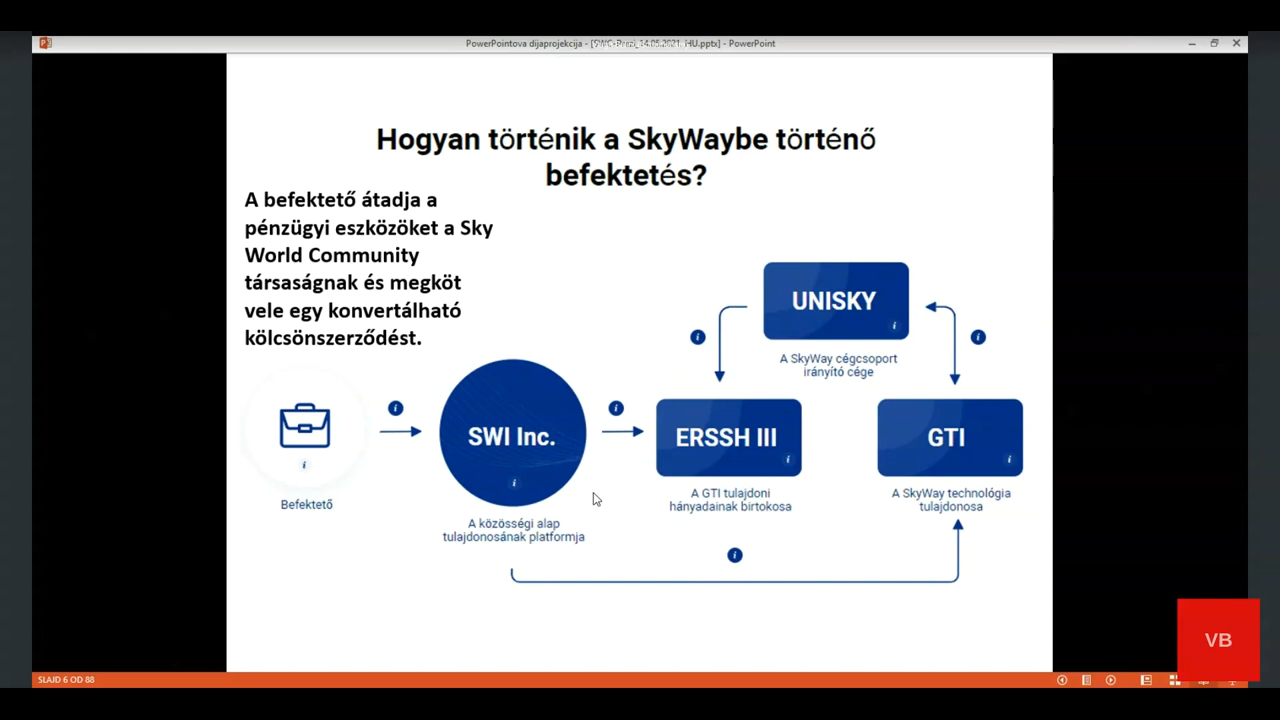 PowerPointova dijaprojekcija - [SWC Prezi_14.06.2021. HU.pptx] - PowerPoint
Hogyan történik a SkyWaybe történő
befektetés?
A befektető átadja a
pénzügyi eszközöket a Sky
World Community
társaságnak és megköt
vele egy konvertálható
kölcsönszerződést.
UNISKY
i
A SkyWay cégcsoport
irányító cége
i
i
i
Befektető
i
SWI Inc.
i
A közösségi alap
tulajdonosának platformja
i
ERSSH III
i
A GTI tulajdoni
hányadainak birtokosa
GTI
i
A SkyWay technológia
tulajdonosa
i
VB
SLAJD 6 OD 88